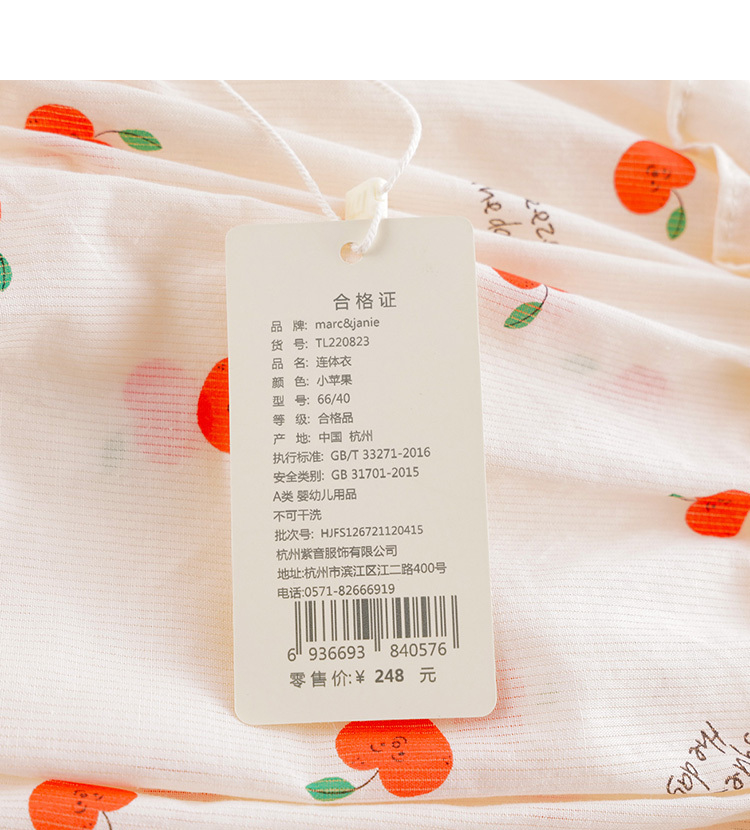 合格证
品 牌: marc&janie
货 号: TL220823
品 名: 连体衣
颜 色: 小苹果
型 号: 66/40
等 级: 合格品
产 地: 中国 杭州
执行标准: GB/T 33271-2016
安全类别: GB 31701-2015
A类 婴幼儿用品
不可干洗
批次号: HJFS126721120415
杭州紫音服饰有限公司
地址:杭州市滨江区江二路400号
电话:0571-82666919
6 936693 840576
零售价:¥ 248 元
the day